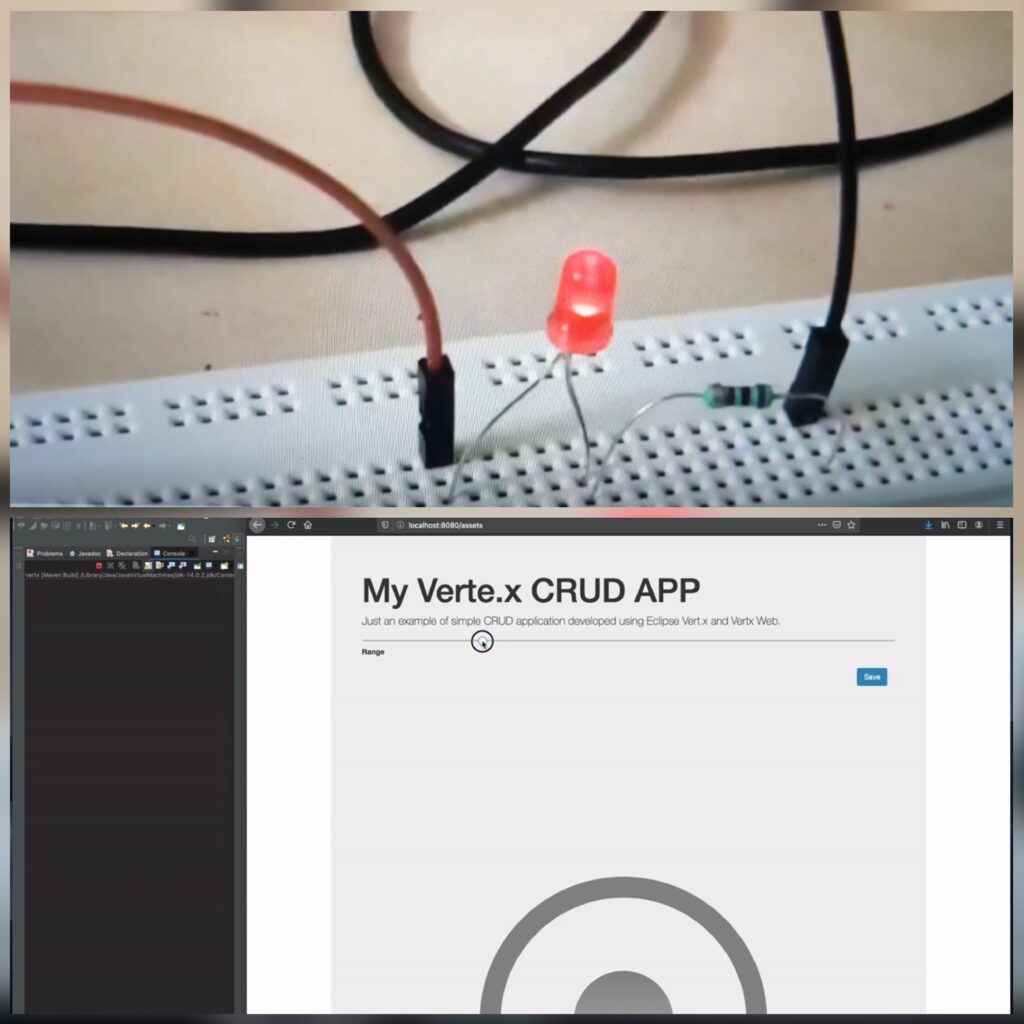 localhost:8080/assets
Problems Javadoc Declaration Console
vertx [Maven Build] /Library/Java/JavaVirtualMachines/jdk-14.0.2.jdk/Conte
My Verte.x CRUD APP
Just an example of simple CRUD application developed using Eclipse Vert.x and Vertx Web.
Range
Save